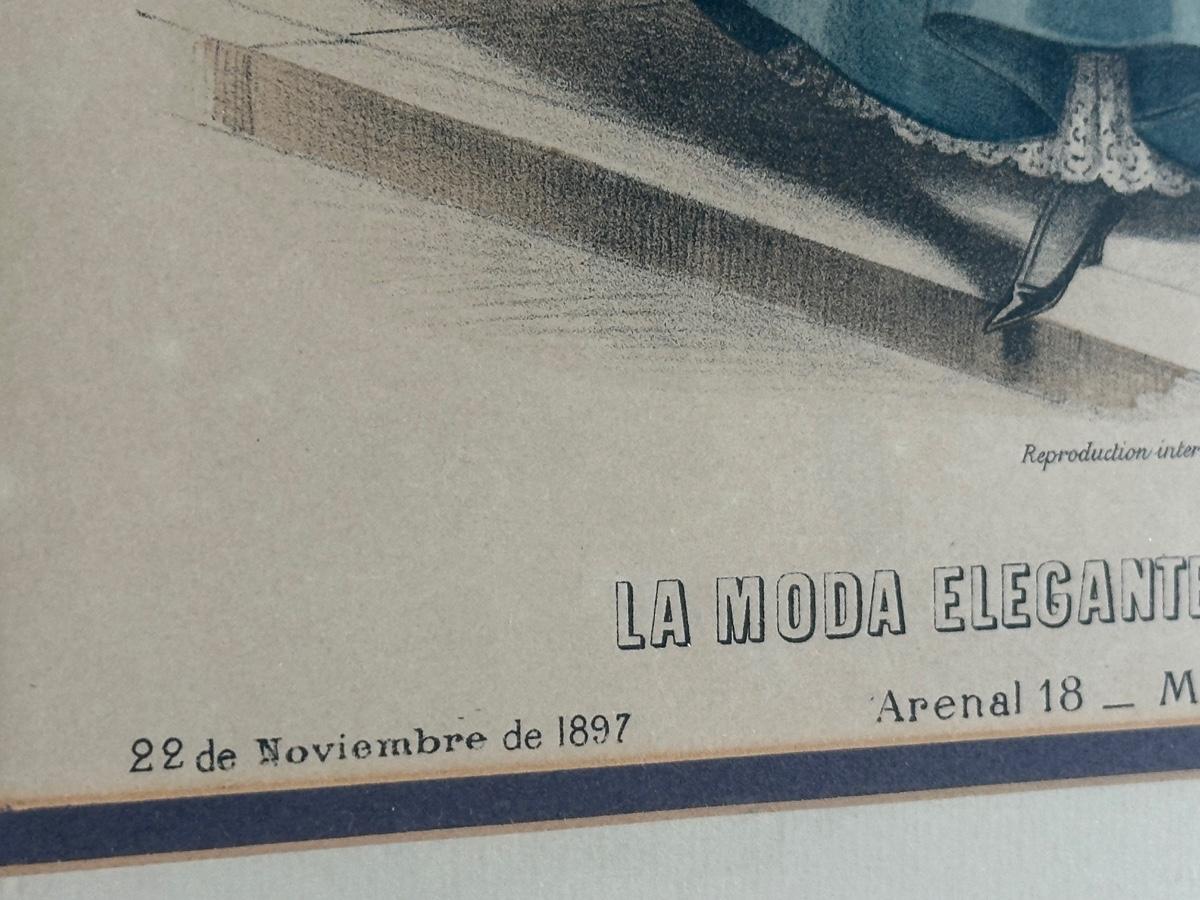 Reproduction inter
LA MODA ELEGANTE
Arenal 18 _ M
22 de Noviembre de 1897